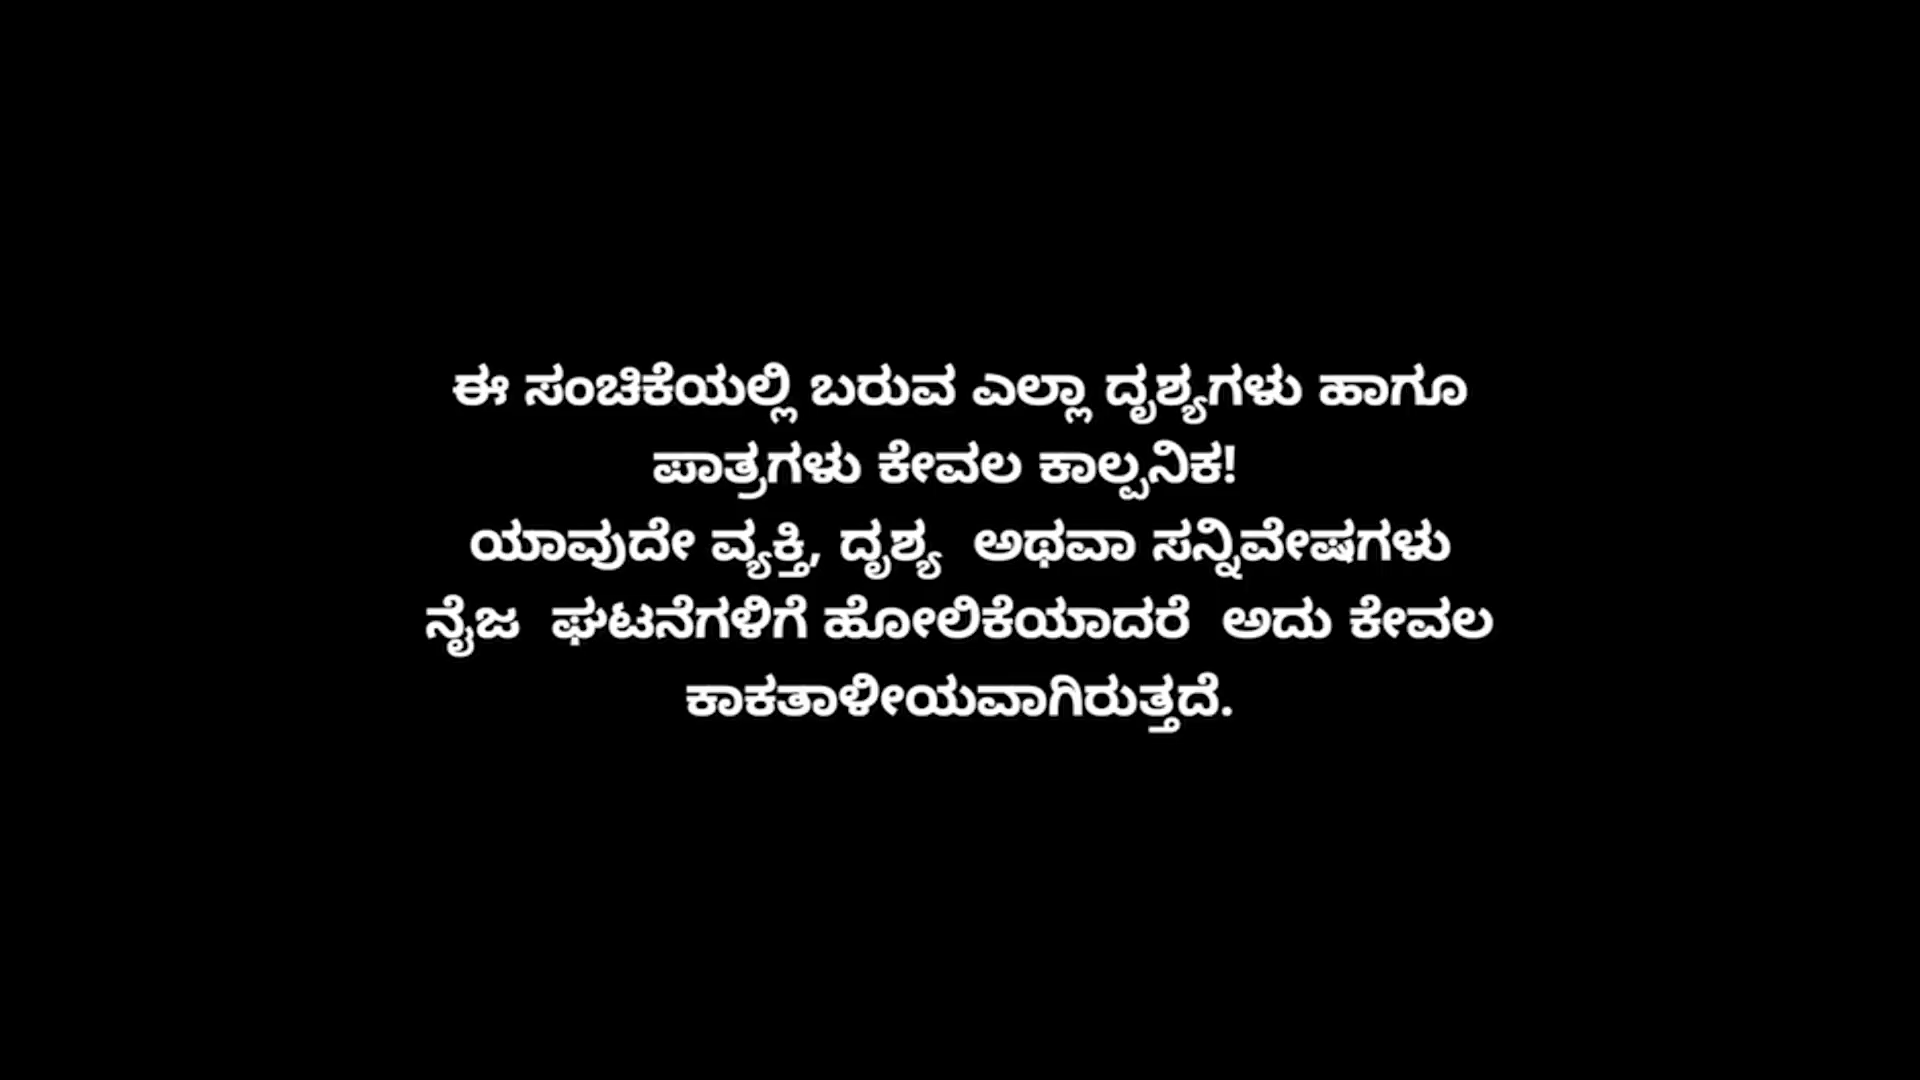 ಈ ಸಂಚಿಕೆಯಲ್ಲಿ ಬರುವ ಎಲ್ಲಾ ದೃಶ್ಯಗಳು ಹಾಗೂ
ಪಾತ್ರಗಳು ಕೇವಲ ಕಾಲ್ಪನಿಕ!
ಯಾವುದೇ ವ್ಯಕ್ತಿ, ದೃಶ್ಯ ಅಥವಾ ಸನ್ನಿವೇಷಗಳು
ನೈಜ ಘಟನೆಗಳಿಗೆ ಹೋಲಿಕೆಯಾದರೆ ಅದು ಕೇವಲ
ಕಾಕತಾಳೀಯವಾಗಿರುತ್ತದೆ.